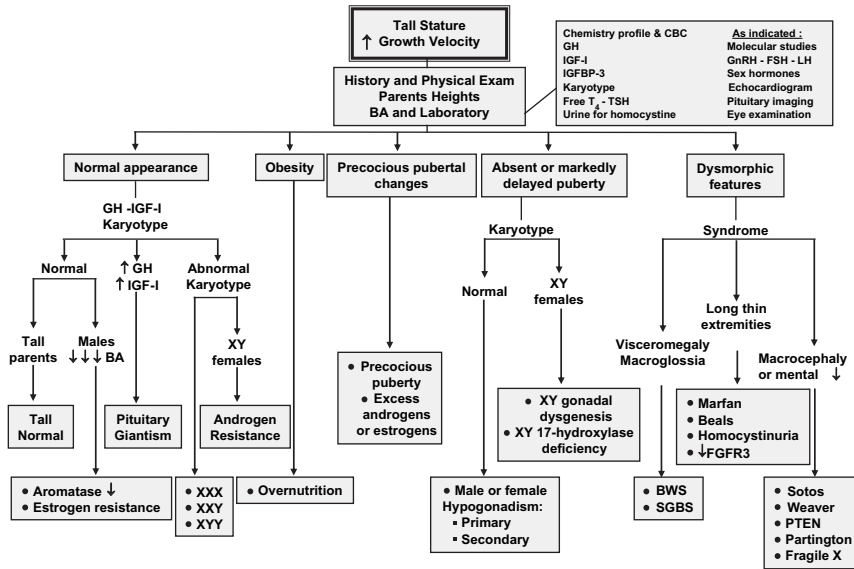 Tall Stature
↑ Growth Velocity
History and Physical Exam
Parents Heights
BA and Laboratory
Chemistry profile & CBC
GH
IGF-I
IGFBP-3
Karyotype
Free T4 - TSH
Urine for homocystine
As indicated :
Molecular studies
GnRH - FSH - LH
Sex hormones
Echocardiogram
Pituitary imaging
Eye examination
Normal appearance
Obesity
Precocious pubertal
changes
Absent or markedly
delayed puberty
Dysmorphic
features
GH -IGF-I
Karyotype
Karyotype
Syndrome
Normal
↑ GH
↑ IGF-I
Abnormal
Karyotype
Normal
XY
females
Visceromegaly
Macroglossia
Long thin
extremities
Macrocephaly
or mental ↓
Tall
parents
Males
↓ ↓ ↓ BA
XY
females
Tall
Normal
Pituitary
Giantism
Androgen
Resistance
• Precocious
puberty
• Excess
androgens
or estrogens
• XY gonadal
dysgenesis
• XY 17-hydroxylase
deficiency
• Marfan
• Beals
• Homocystinuria
• ↓FGFR3
• Aromatase ↓
• Estrogen resistance
• XXX
• XXY
• XYY
• Overnutrition
• Male or female
Hypogonadism:
▪ Primary
▪ Secondary
• BWS
• SGBS
• Sotos
• Weaver
• PTEN
• Partington
• Fragile X